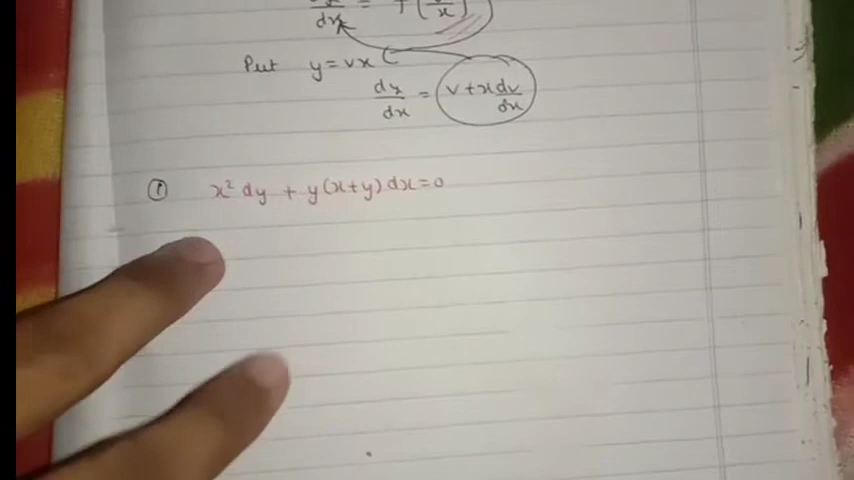 dy/dx = f(y/x)
Put y = vx
dy/dx = v + x dv/dx
① x² dy + y(x+y) dx = 0